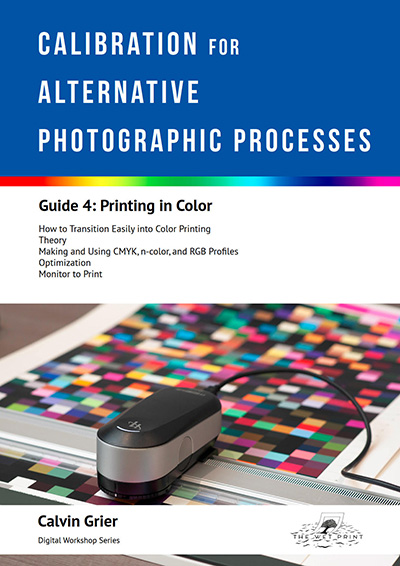 CALIBRATION FOR
ALTERNATIVE
PHOTOGRAPHIC PROCESSES
Guide 4: Printing in Color
How to Transition Easily into Color Printing
Theory
Making and Using CMYK, n-color, and RGB Profiles
Optimization
Monitor to Print
Calvin Grier
Digital Workshop Series
THE WET PRINT